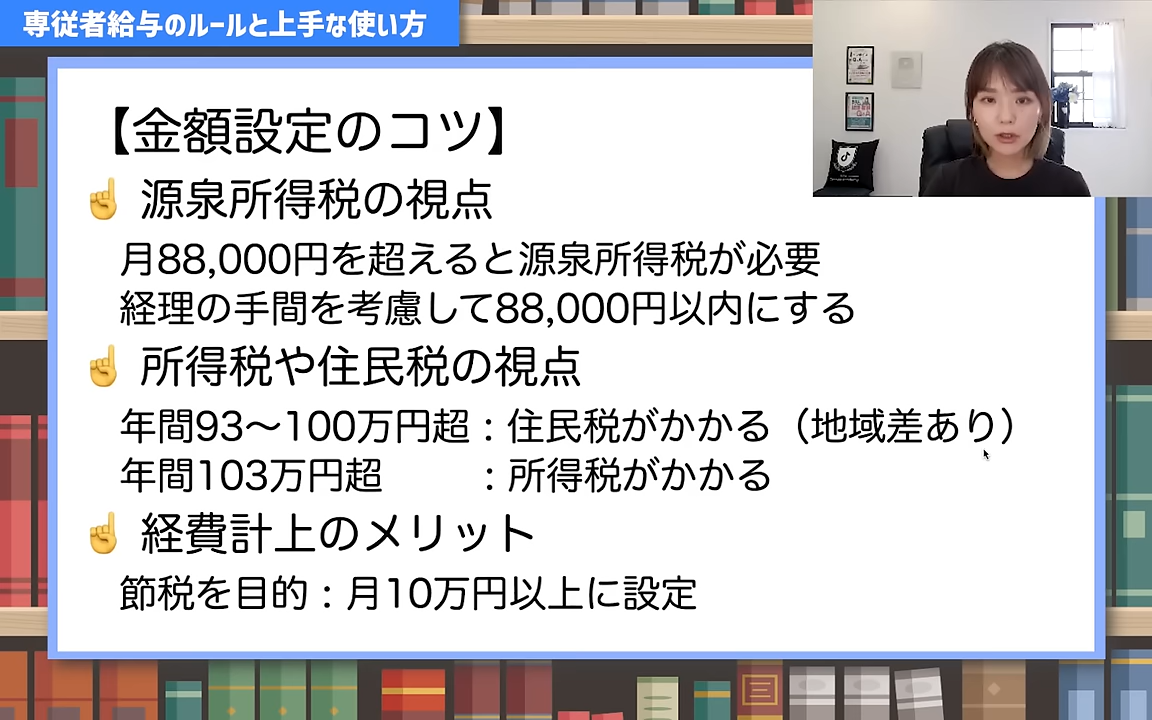 専従者給与のルールと上手な使い方
【金額設定のコツ】
☝ 源泉所得税の視点
月88,000円を超えると源泉所得税が必要
経理の手間を考慮して88,000円以内にする
☝ 所得税や住民税の視点
年間93〜100万円超：住民税がかかる（地域差あり）
年間103万円超　　：所得税がかかる
☝ 経費計上のメリット
節税を目的：月10万円以上に設定